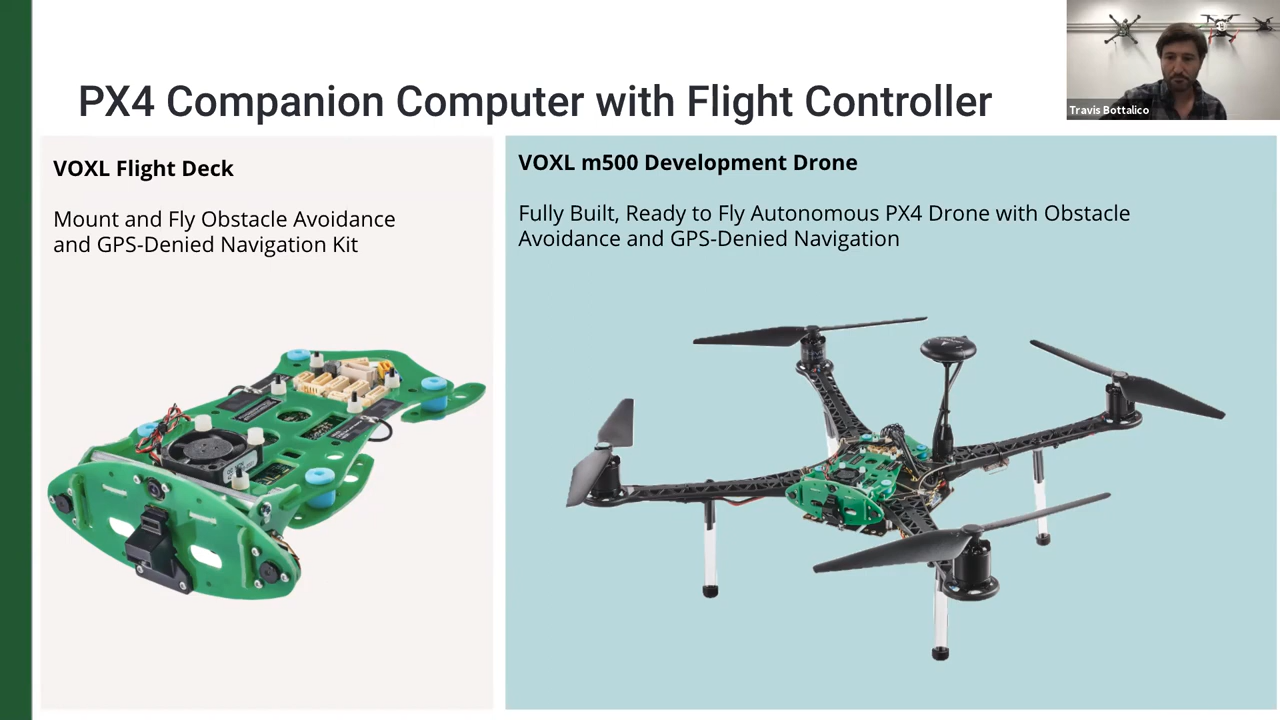 PX4 Companion Computer with Flight Controller
Travis Bottalico
VOXL Flight Deck
Mount and Fly Obstacle Avoidance
and GPS-Denied Navigation Kit
VOXL m500 Development Drone
Fully Built, Ready to Fly Autonomous PX4 Drone with Obstacle
Avoidance and GPS-Denied Navigation